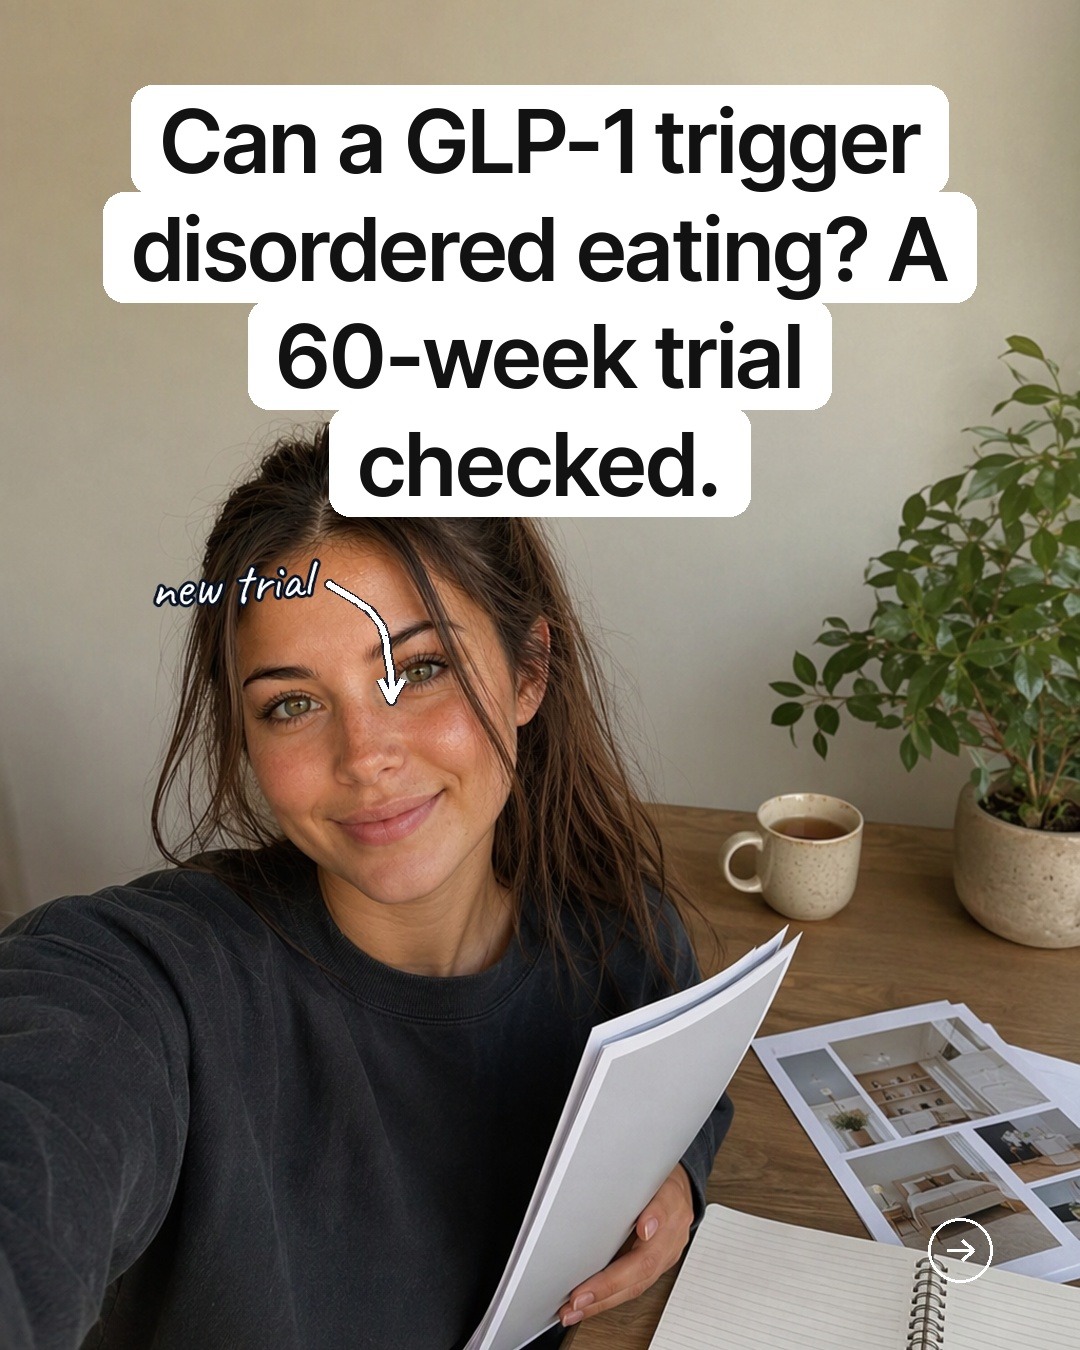 Can a GLP-1 trigger
disordered eating? A
60-week trial
checked.
new trial